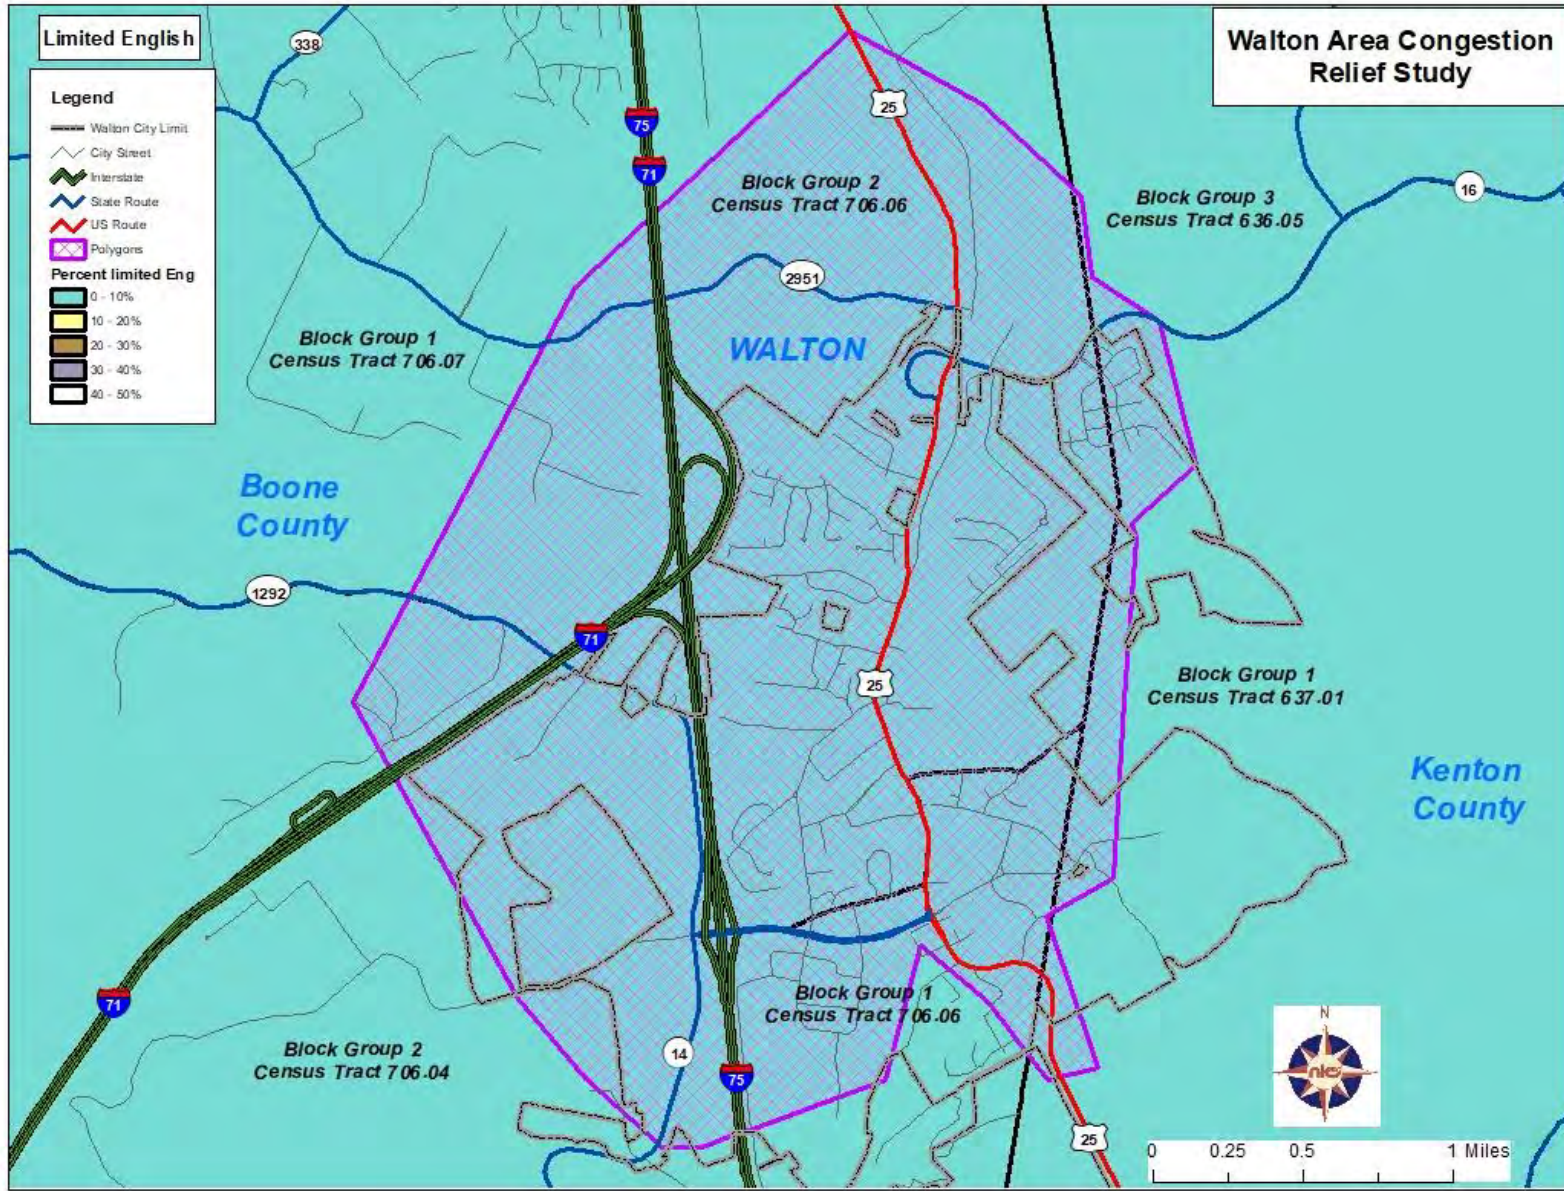 Limited English
Walton Area Congestion
Relief Study
Legend
Walton City Limit
City Street
Interstate
State Route
US Route
Polygons
Percent limited Eng
0 - 10%
10 - 20%
20 - 30%
30 - 40%
40 - 50%
338
75
71
25
16
Block Group 2
Census Tract 706.06
Block Group 3
Census Tract 636.05
2951
Block Group 1
Census Tract 706.07
WALTON
Boone
County
1292
71
25
Block Group 1
Census Tract 637.01
Kenton
County
71
Block Group 1
Census Tract 706.06
Block Group 2
Census Tract 706.04
14
75
25
N
nkcs
0 0.25 0.5 1 Miles